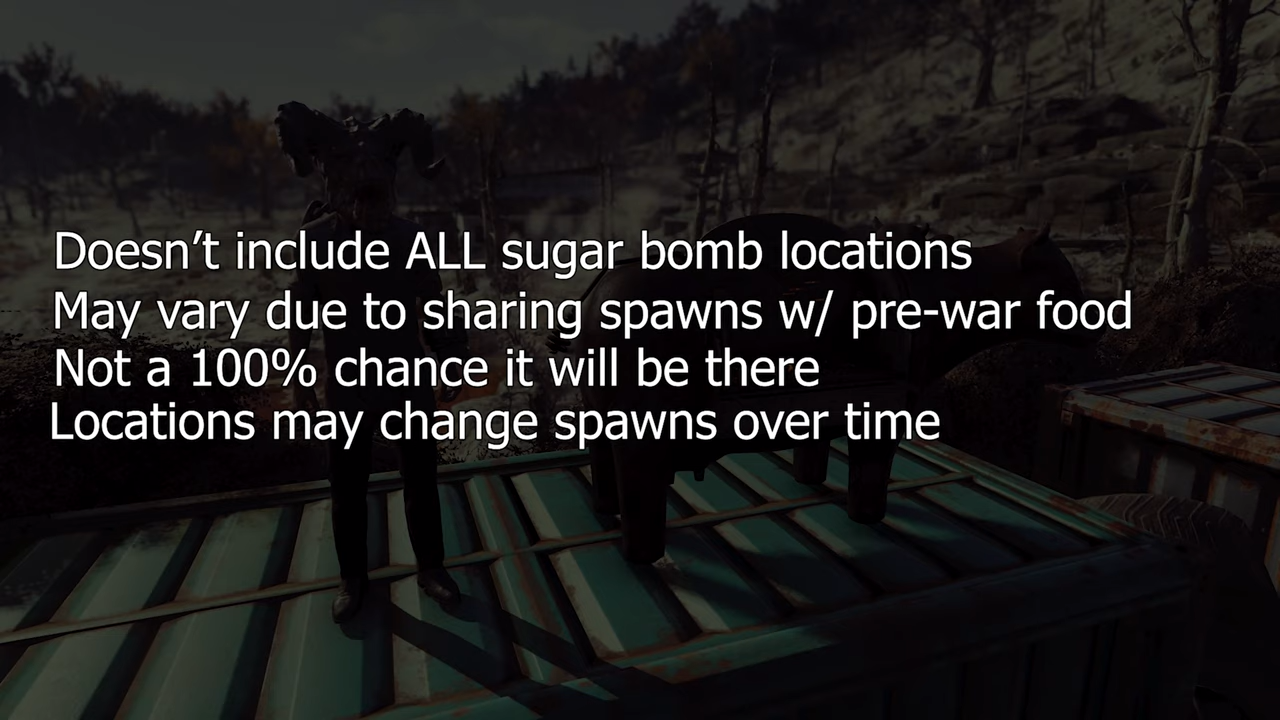 Doesn’t include ALL sugar bomb locations
May vary due to sharing spawns w/ pre-war food
Not a 100% chance it will be there
Locations may change spawns over time